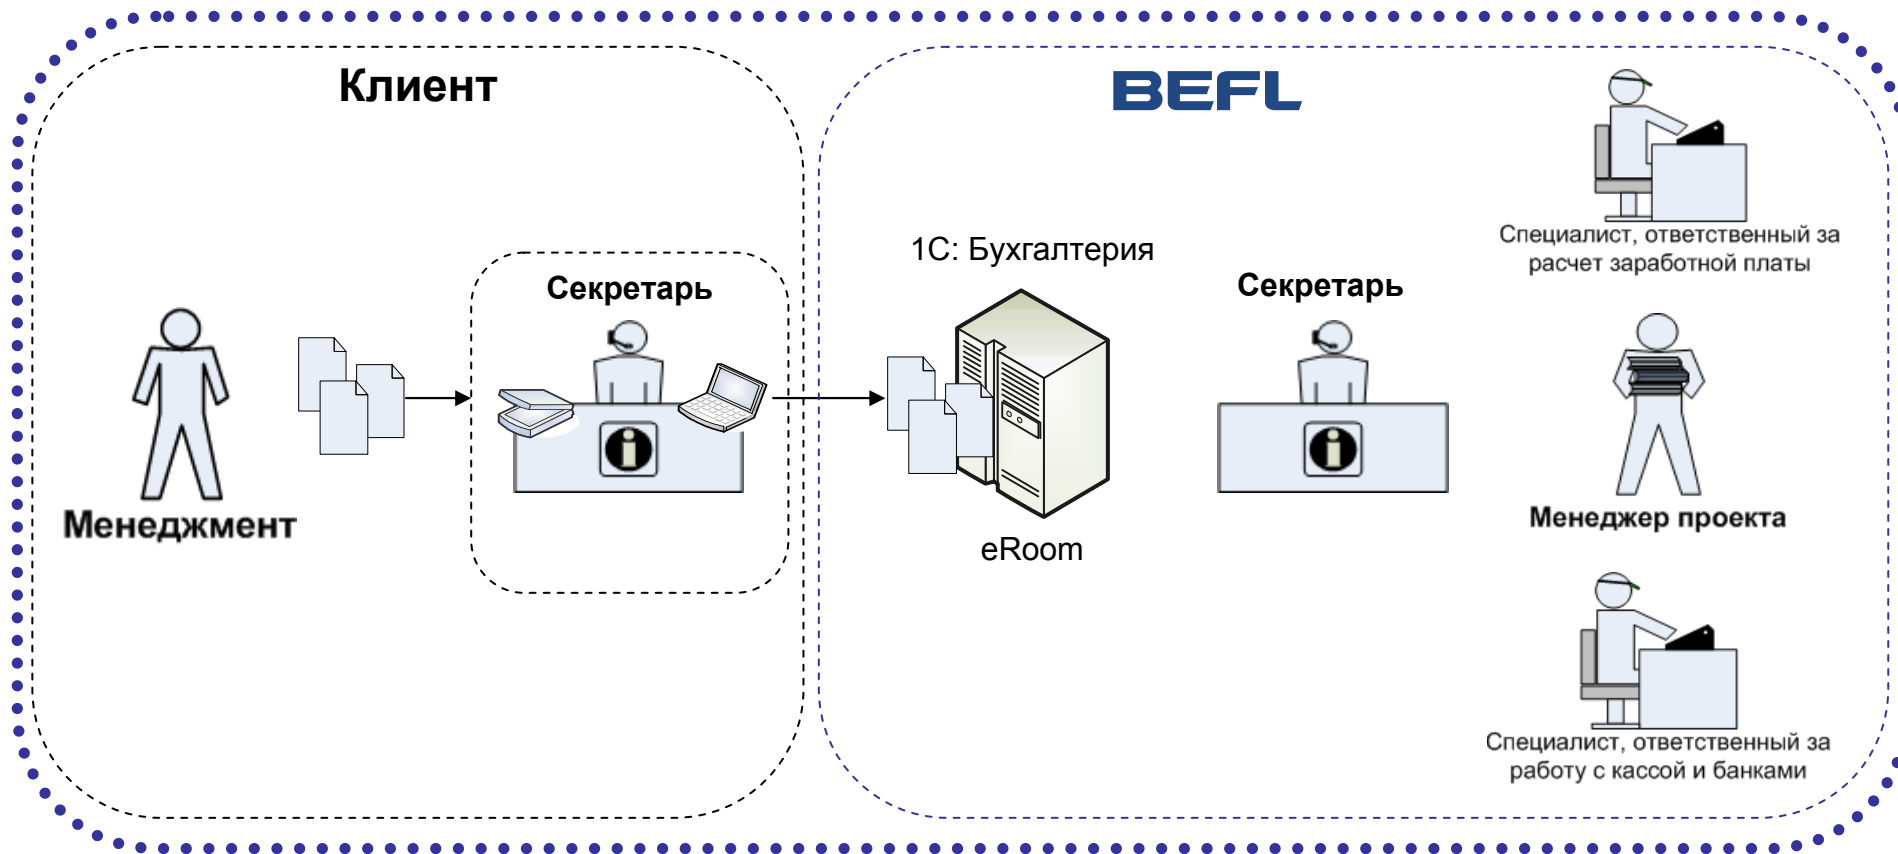 Клиент
BEFL
Специалист, ответственный за
расчет заработной платы
1С: Бухгалтерия
Секретарь
Секретарь
Менеджмент
Менеджер проекта
eRoom
Специалист, ответственный за
работу с кассой и банками